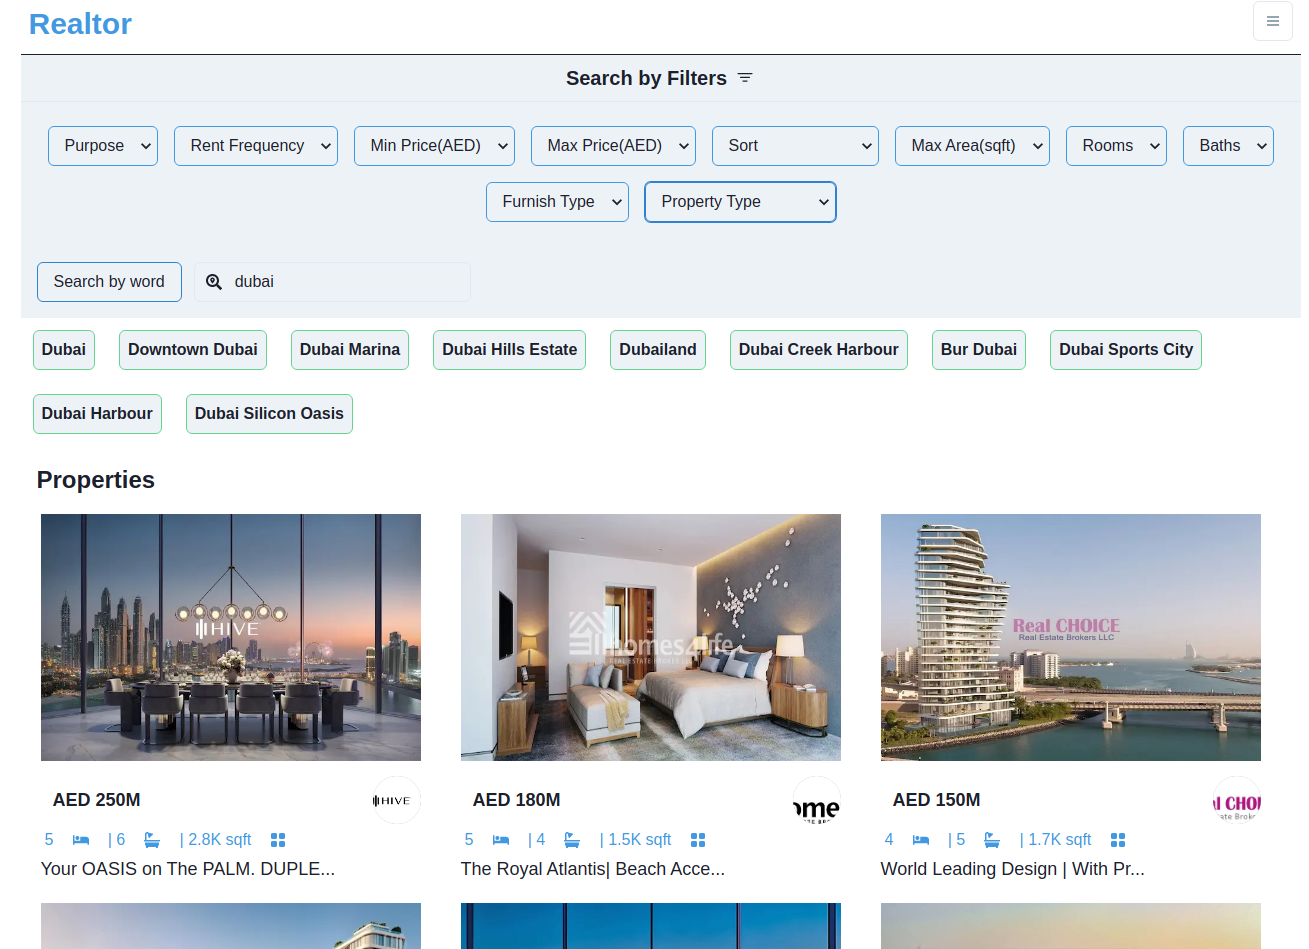 Realtor
Search by Filters
Purpose Rent Frequency Min Price(AED) Max Price(AED) Sort Max Area(sqft) Rooms Baths
Furnish Type Property Type
Search by word dubai
Dubai Downtown Dubai Dubai Marina Dubai Hills Estate Dubailand Dubai Creek Harbour Bur Dubai Dubai Sports City
Dubai Harbour Dubai Silicon Oasis
Properties
HIVE
homes4life
REAL ESTATE BROKER
Real CHOICE
Real Estate Brokers LLC
AED 250M HIVE
AED 180M ome
AED 150M
5 | 6 | 2.8K sqft
5 | 4 | 1.5K sqft
4 | 5 | 1.7K sqft
Your OASIS on The PALM. DUPLE...
The Royal Atlantis| Beach Acce...
World Leading Design | With Pr...